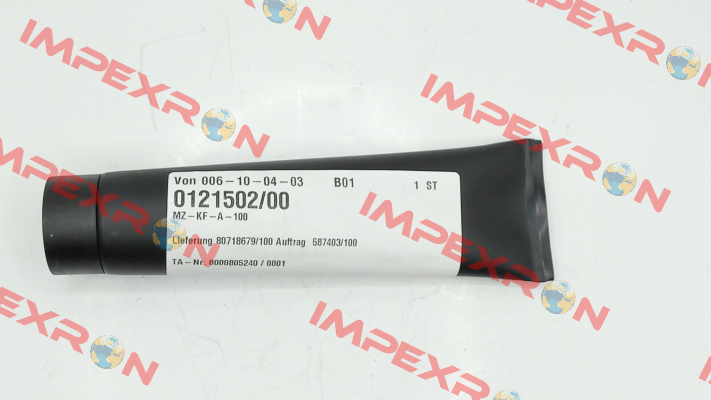 Von 006-10-04-03 B01 1 ST
0121502/00
MZ-KF-A-100
Lieferung 80718679/100 Auftrag 587403/100
TA-Nr. 0000805240 / 0001
IMPEXRON
IMPEXRON
IMPEXRON
IMPEXRON
IMPEXRON
IMPEXRON